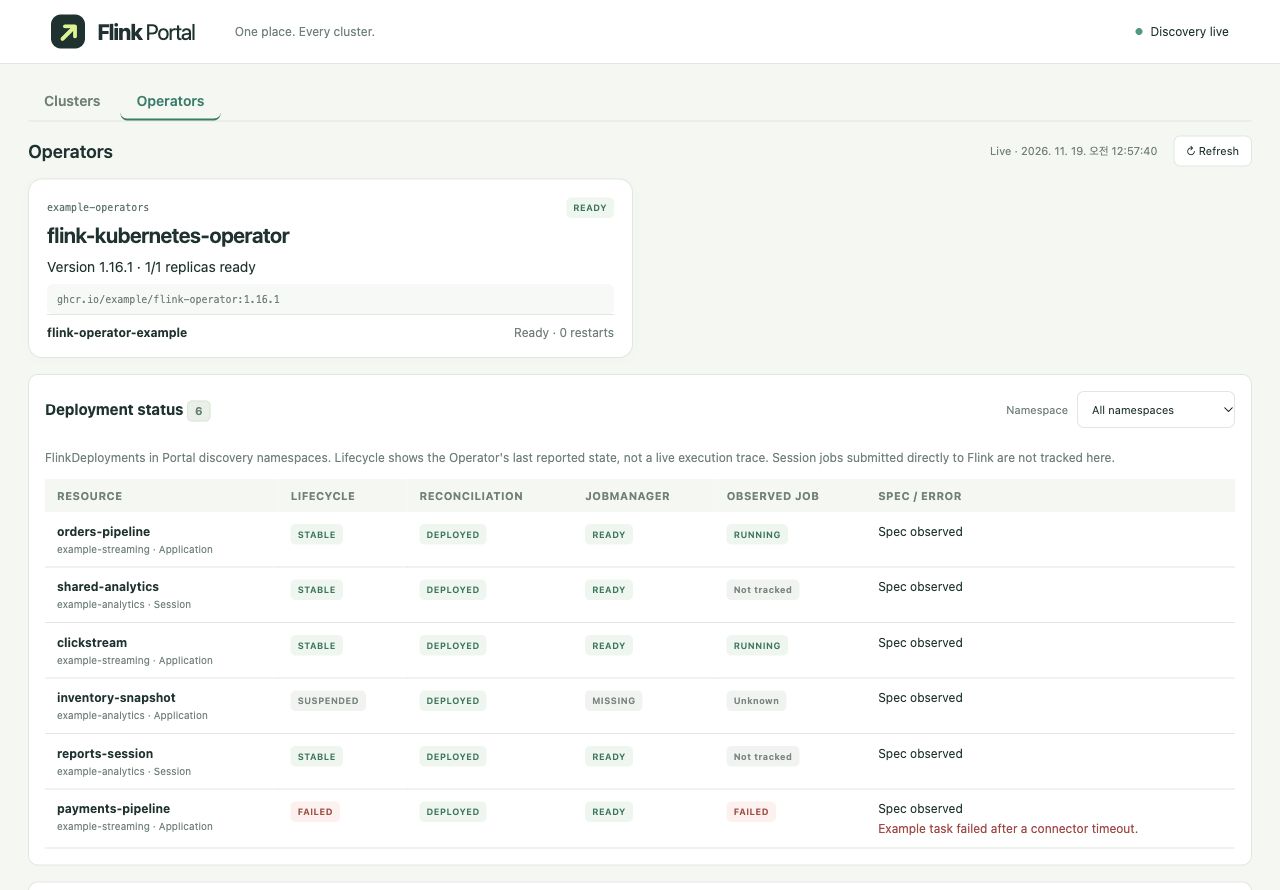 Flink Portal
One place. Every cluster.
Discovery live
Clusters
Operators
Operators
Live · 2026. 11. 19. 오전 12:57:40
↻ Refresh
example-operators
READY
flink-kubernetes-operator
Version 1.16.1 · 1/1 replicas ready
ghcr.io/example/flink-operator:1.16.1
flink-operator-example
Ready · 0 restarts
Deployment status 6
Namespace
All namespaces
FlinkDeployments in Portal discovery namespaces. Lifecycle shows the Operator's last reported state, not a live execution trace. Session jobs submitted directly to Flink are not tracked here.
RESOURCE LIFECYCLE RECONCILIATION JOBMANAGER OBSERVED JOB SPEC / ERROR
orders-pipeline STABLE DEPLOYED READY RUNNING Spec observed
example-streaming · Application
shared-analytics STABLE DEPLOYED READY Not tracked Spec observed
example-analytics · Session
clickstream STABLE DEPLOYED READY RUNNING Spec observed
example-streaming · Application
inventory-snapshot SUSPENDED DEPLOYED MISSING Unknown Spec observed
example-analytics · Application
reports-session STABLE DEPLOYED READY Not tracked Spec observed
example-analytics · Session
payments-pipeline FAILED DEPLOYED READY FAILED Spec observed
example-streaming · Application
Example task failed after a connector timeout.